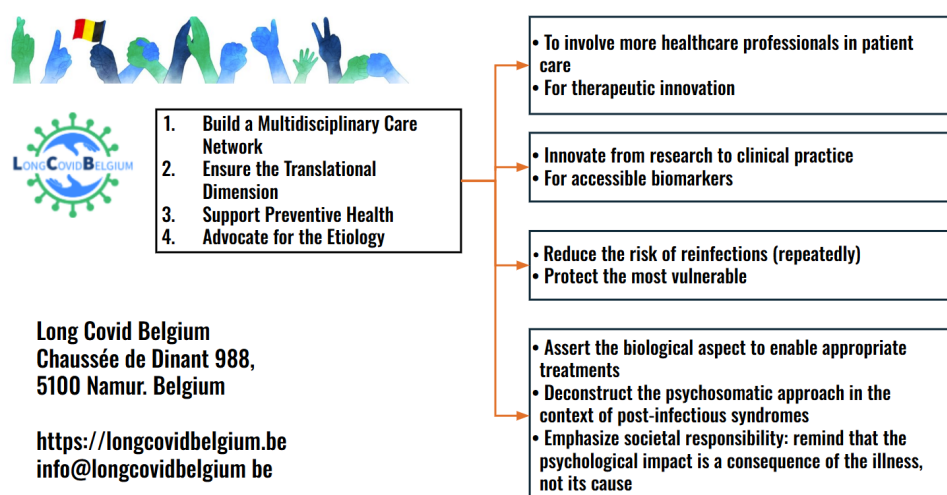 LongCovidBelgium
1. Build a Multidisciplinary Care
Network
2. Ensure the Translational
Dimension
3. Support Preventive Health
4. Advocate for the Etiology
• To involve more healthcare professionals in patient
care
• For therapeutic innovation
• Innovate from research to clinical practice
• For accessible biomarkers
• Reduce the risk of reinfections (repeatedly)
• Protect the most vulnerable
• Assert the biological aspect to enable appropriate
treatments
• Deconstruct the psychosomatic approach in the
context of post-infectious syndromes
• Emphasize societal responsibility: remind that the
psychological impact is a consequence of the illness,
not its cause
Long Covid Belgium
Chaussée de Dinant 988,
5100 Namur. Belgium
https://longcovidbelgium.be
info@longcovidbelgium be